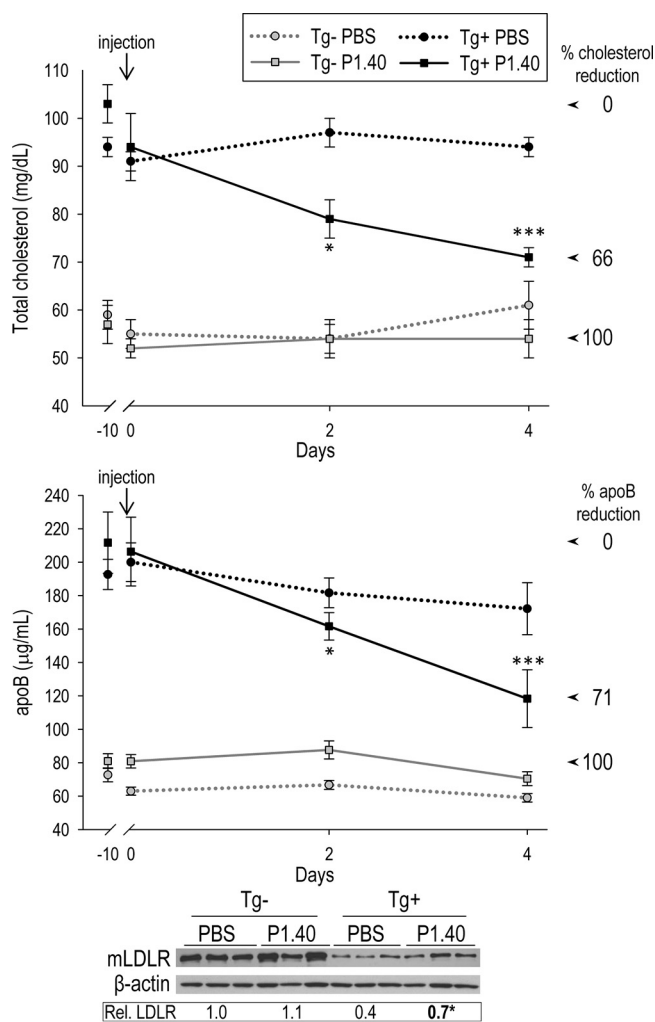 injection
Tg- PBS
Tg+ PBS
Tg- P1.40
Tg+ P1.40
% cholesterol
reduction
110
100
90
80
70
60
50
40
Total cholesterol (mg/dL)
*
***
0
66
100
-10 0 2 4
Days
injection
% apoB
reduction
240
220
200
180
160
140
120
100
80
60
40
apoB (µg/mL)
*
***
0
71
100
-10 0 2 4
Days
Tg- Tg+
PBS P1.40 PBS P1.40
mLDLR
β-actin
Rel. LDLR 1.0 1.1 0.4 0.7*